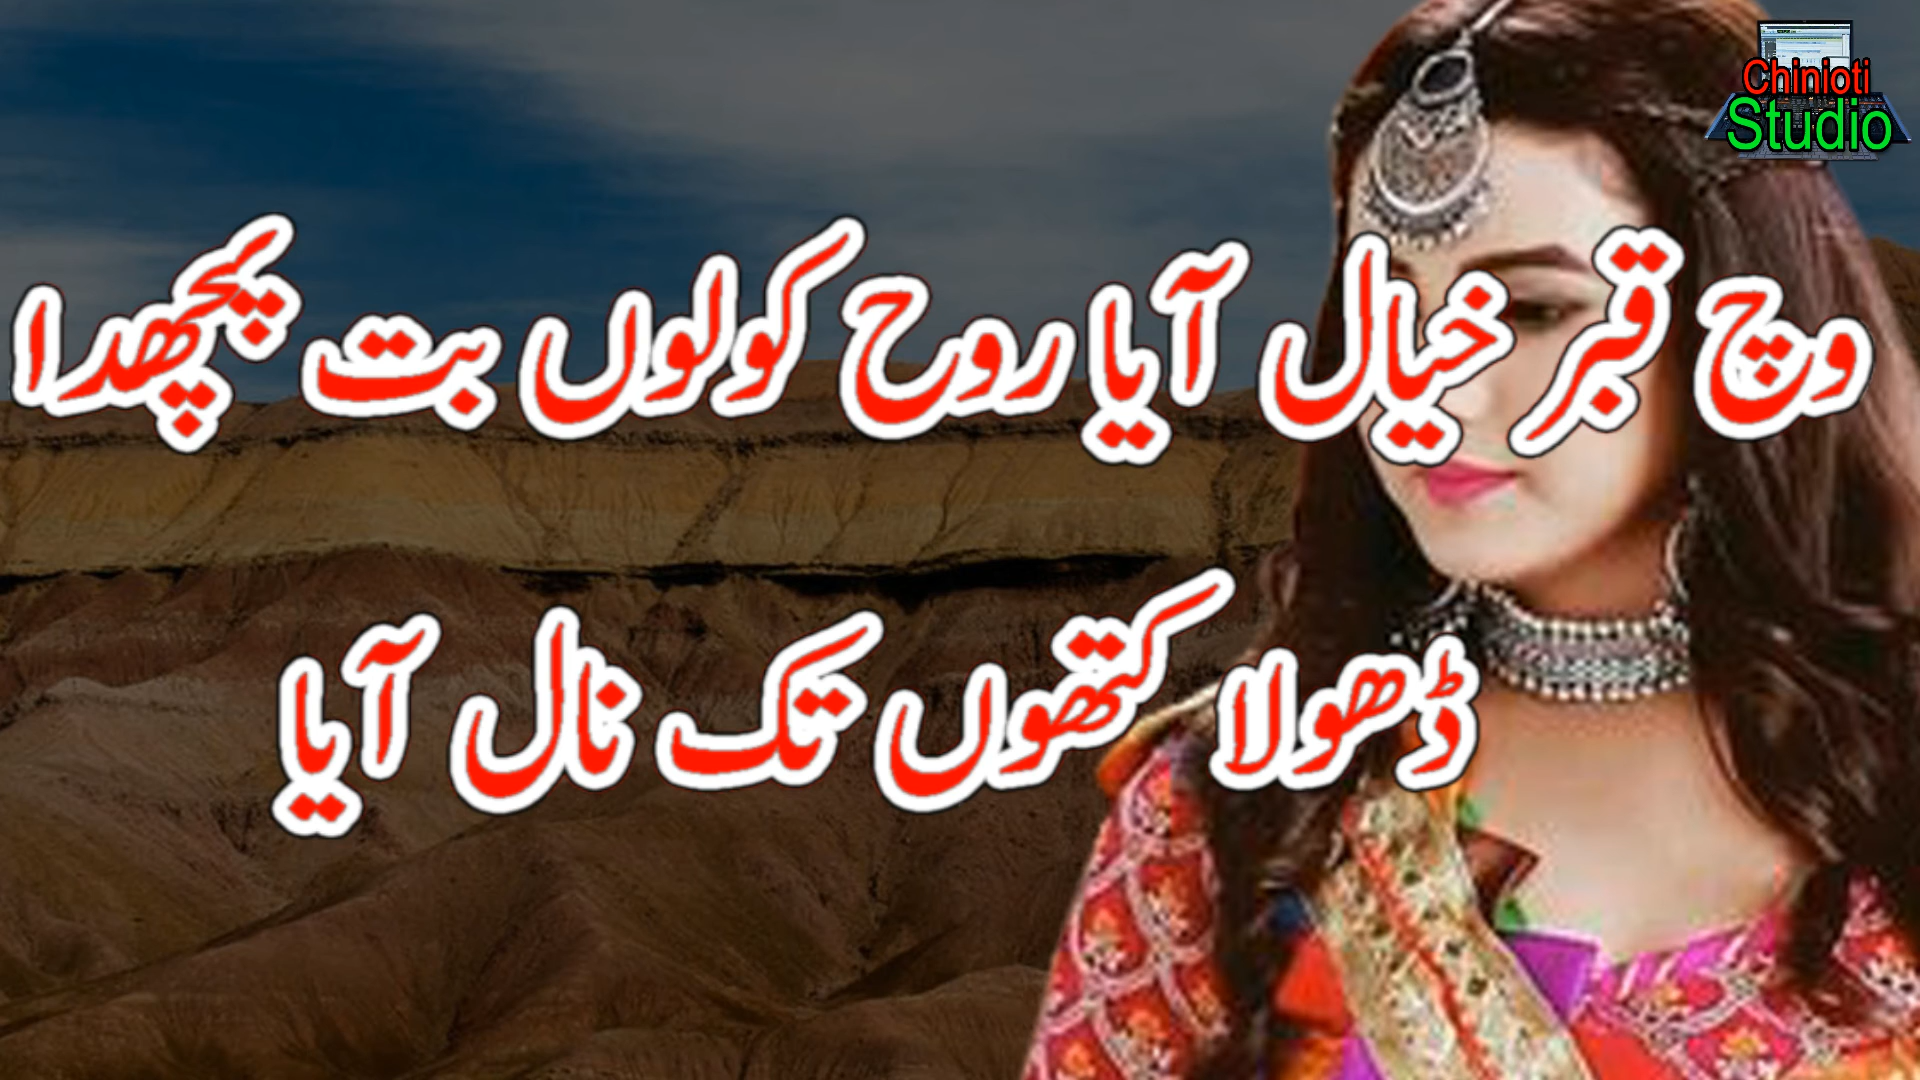 Chinioti
Studio
وچ قبر خیال آیا روح کولوں بت پچھدا
ڈھولا کتھوں تک نال آیا